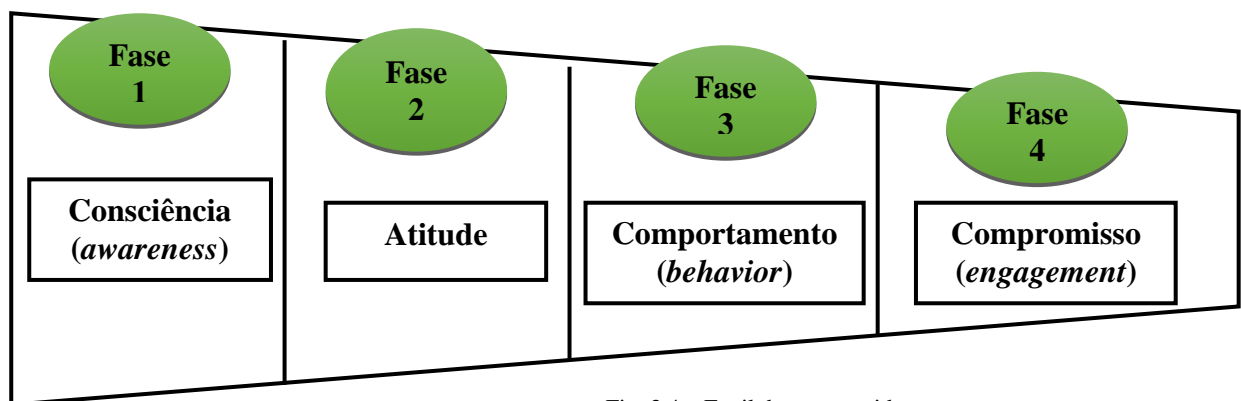 Fase
1
Consciência
(awareness)
Fase
2
Atitude
Fase
3
Comportamento
(behavior)
Fase
4
Compromisso
(engagement)